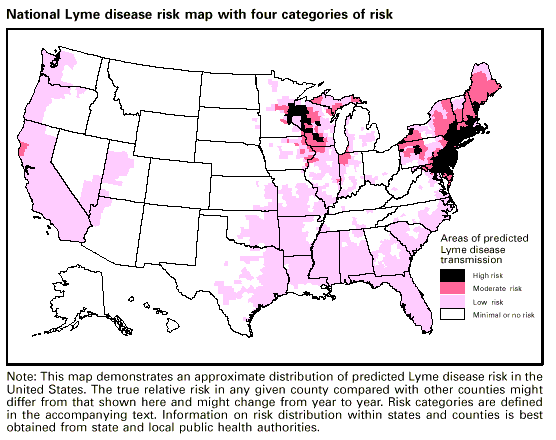 National Lyme disease risk map with four categories of risk
Areas of predicted
Lyme disease
transmission
High risk
Moderate risk
Low risk
Minimal or no risk
Note: This map demonstrates an approximate distribution of predicted Lyme disease risk in the
United States. The true relative risk in any given county compared with other counties might
differ from that shown here and might change from year to year. Risk categories are defined
in the accompanying text. Information on risk distribution within states and counties is best
obtained from state and local public health authorities.